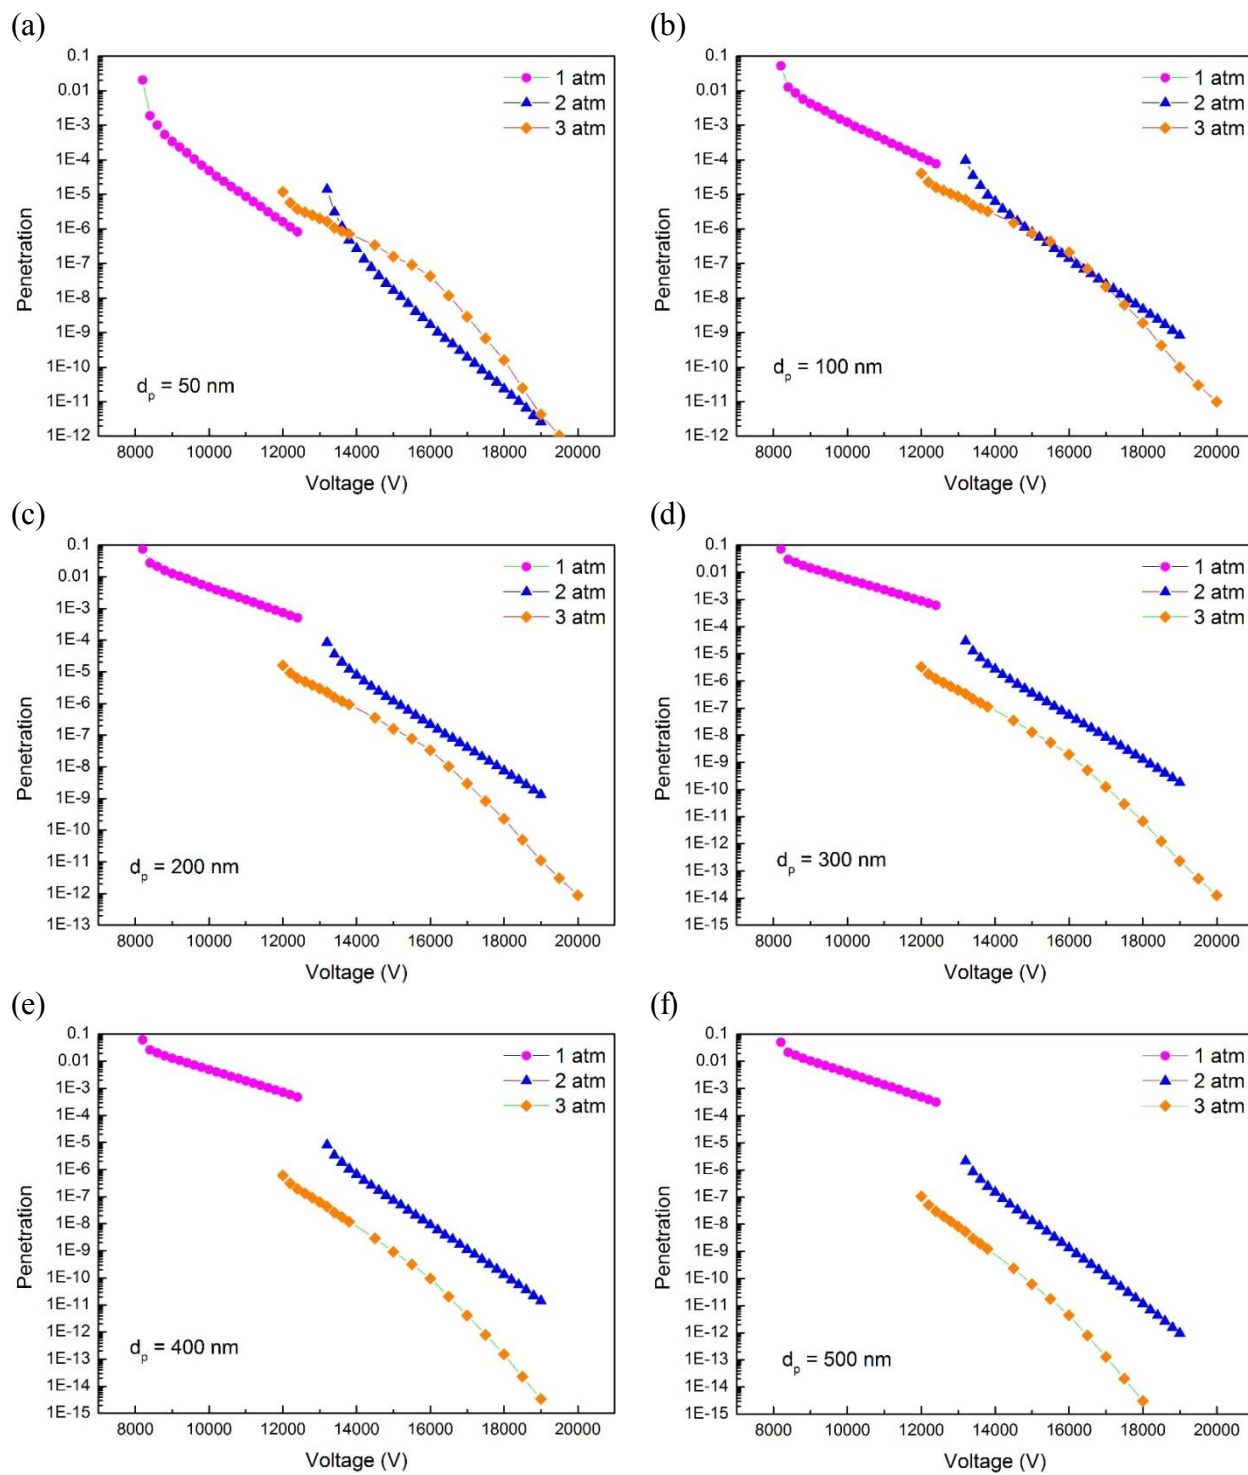 (a)
0.1
0.01
1E-3
1E-4
1E-5
1E-6
1E-7
1E-8
1E-9
1E-10
1E-11
1E-12
Penetration
1 atm
2 atm
3 atm
dp = 50 nm
8000 10000 12000 14000 16000 18000 20000
Voltage (V)
(b)
0.1
0.01
1E-3
1E-4
1E-5
1E-6
1E-7
1E-8
1E-9
1E-10
1E-11
1E-12
Penetration
1 atm
2 atm
3 atm
dp = 100 nm
8000 10000 12000 14000 16000 18000 20000
Voltage (V)
(c)
0.1
0.01
1E-3
1E-4
1E-5
1E-6
1E-7
1E-8
1E-9
1E-10
1E-11
1E-12
1E-13
Penetration
1 atm
2 atm
3 atm
dp = 200 nm
8000 10000 12000 14000 16000 18000 20000
Voltage (V)
(d)
0.1
0.01
1E-3
1E-4
1E-5
1E-6
1E-7
1E-8
1E-9
1E-10
1E-11
1E-12
1E-13
1E-14
1E-15
Penetration
1 atm
2 atm
3 atm
dp = 300 nm
8000 10000 12000 14000 16000 18000 20000
Voltage (V)
(e)
0.1
0.01
1E-3
1E-4
1E-5
1E-6
1E-7
1E-8
1E-9
1E-10
1E-11
1E-12
1E-13
1E-14
1E-15
Penetration
1 atm
2 atm
3 atm
dp = 400 nm
8000 10000 12000 14000 16000 18000 20000
Voltage (V)
(f)
0.1
0.01
1E-3
1E-4
1E-5
1E-6
1E-7
1E-8
1E-9
1E-10
1E-11
1E-12
1E-13
1E-14
1E-15
Penetration
1 atm
2 atm
3 atm
dp = 500 nm
8000 10000 12000 14000 16000 18000 20000
Voltage (V)